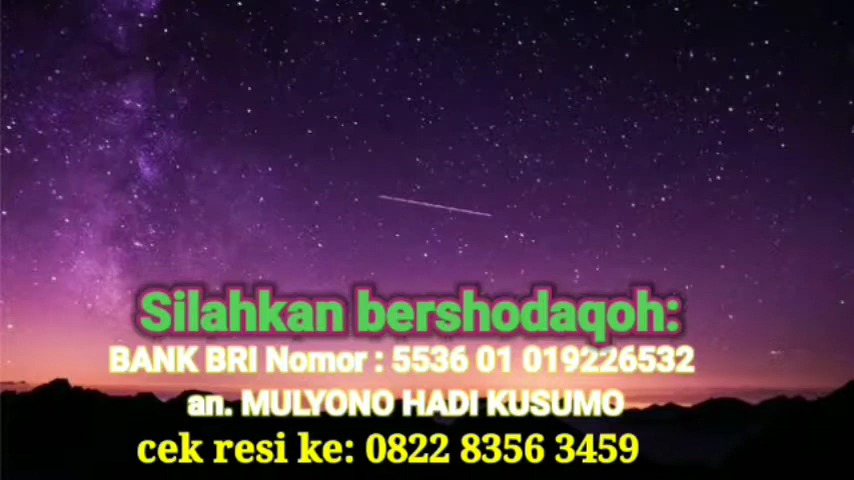 Silahkan bershodaqoh:
BANK BRI Nomor : 5536 01 019226532
an. MULYONO HADI KUSUMO
cek resi ke: 0822 8356 3459